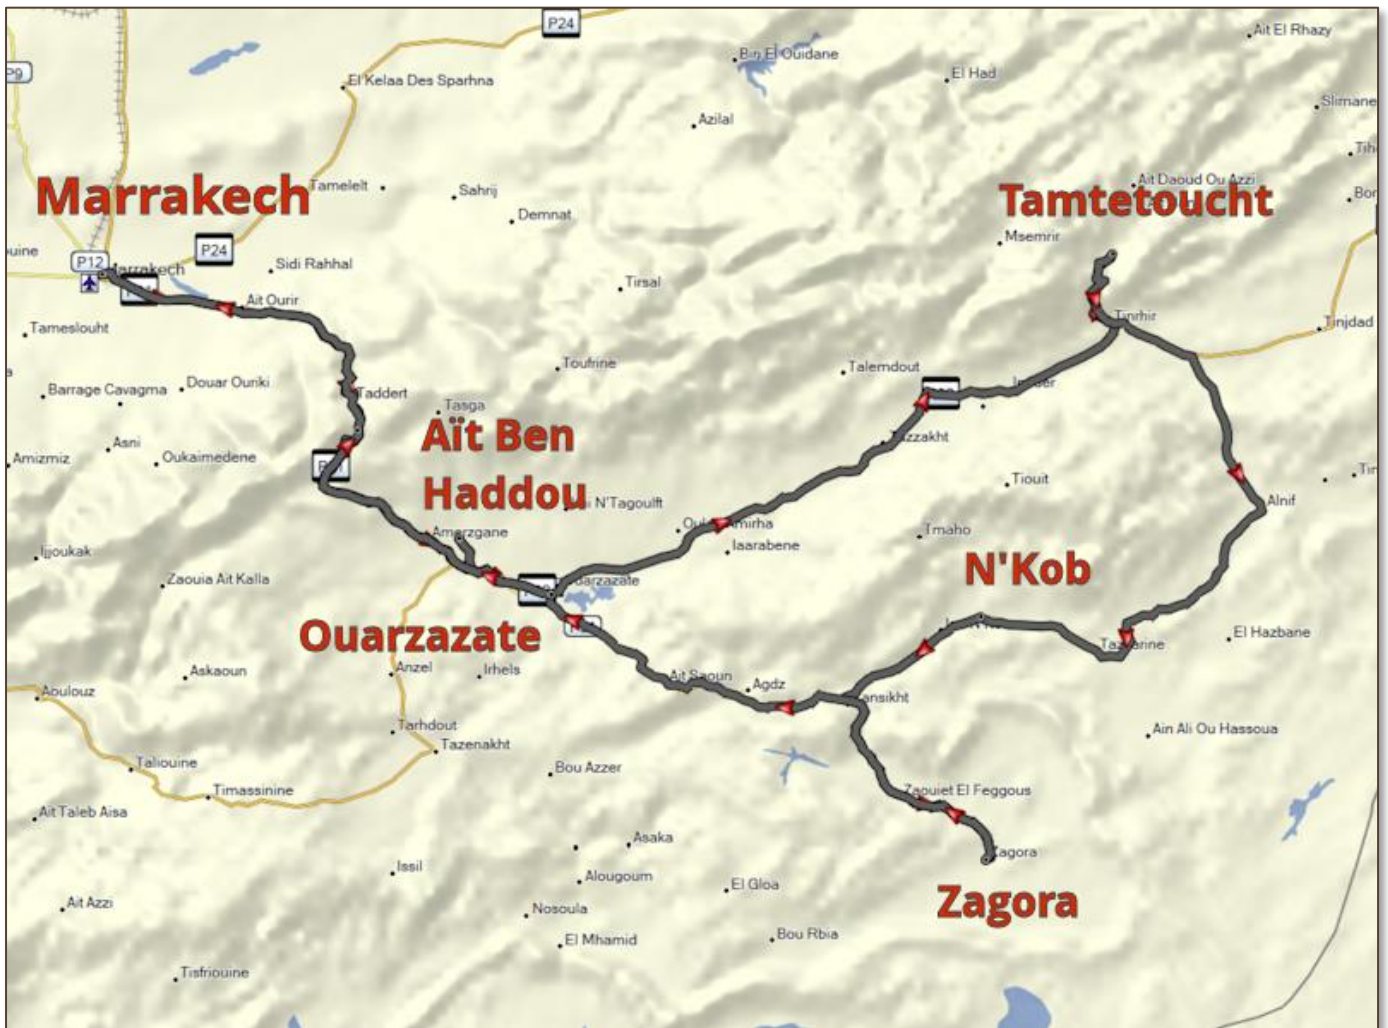 P24
Ait El Rhazy
Bin El Ouidane
P9
El Had
El Kelaa Des Sparhna
Slimane
Azilal
Marrakech
Tamelelt
Sahrij
Ait Daoud Ou Azzi
Tamtetoucht
Demnat
Msemrir
P24
P12
Sidi Rahhal
Marrakech
Tirsal
Ait Ourir
Tameslouht
Tinrhir
Tinjdad
Toufrine
Talemdout
Barrage Cavagma
Douar Ouriki
Taddert
Tasga
Aït Ben
Haddou
Asni
Amizmiz
Oukaimedene
Tiouit
Alnif
N'Tagoulft
Amerzgane
Tmaho
Iaarabene
Ijjoukak
N'Kob
Zaouia Ait Kalla
Ouarzazate
El Hazbane
Anzel
Irhels
Askaoun
Ait Saoun
Agdz
Aoulouz
Tarhdout
Ain Ali Ou Hassoua
Tazenakht
Taliouine
Bou Azzer
Timassinine
Zaouiet El Feggous
Ait Taleb Aisa
Asaka
Zagora
Issil
Alougoum
El Gloa
Ait Azzi
Nosoula
Zagora
Bou Rbia
El Mhamid
Tisfriouine